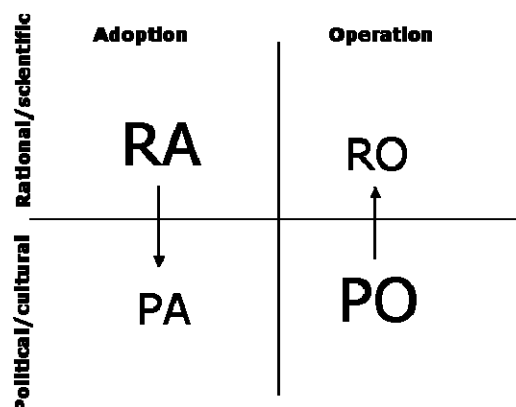 Adoption
Operation
Rational/scientific
RA
RO
Political/cultural
PA
PO